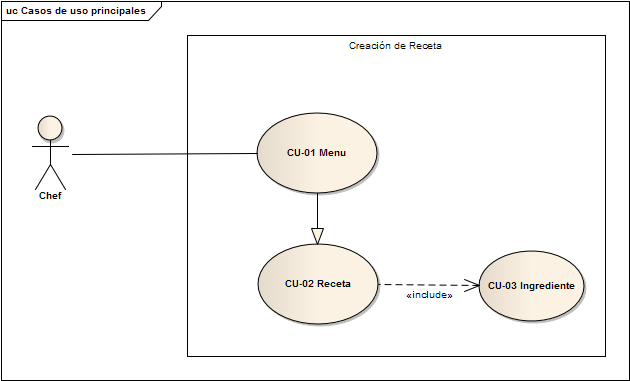 uc Casos de uso principales
Creación de Receta
CU-01 Menu
Chef
CU-02 Receta
CU-03 Ingrediente
«include»